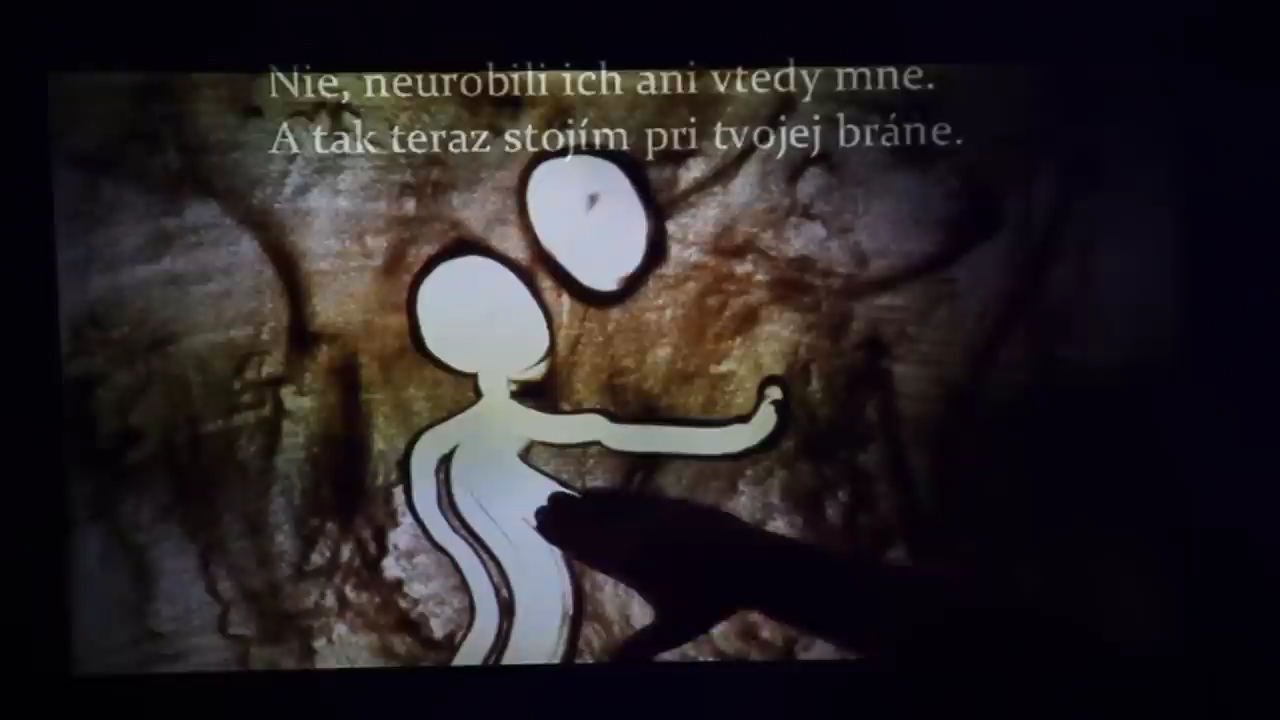 Nie, neurobili ich ani vtedy mne.
A tak teraz stojím pri tvojej bráne.